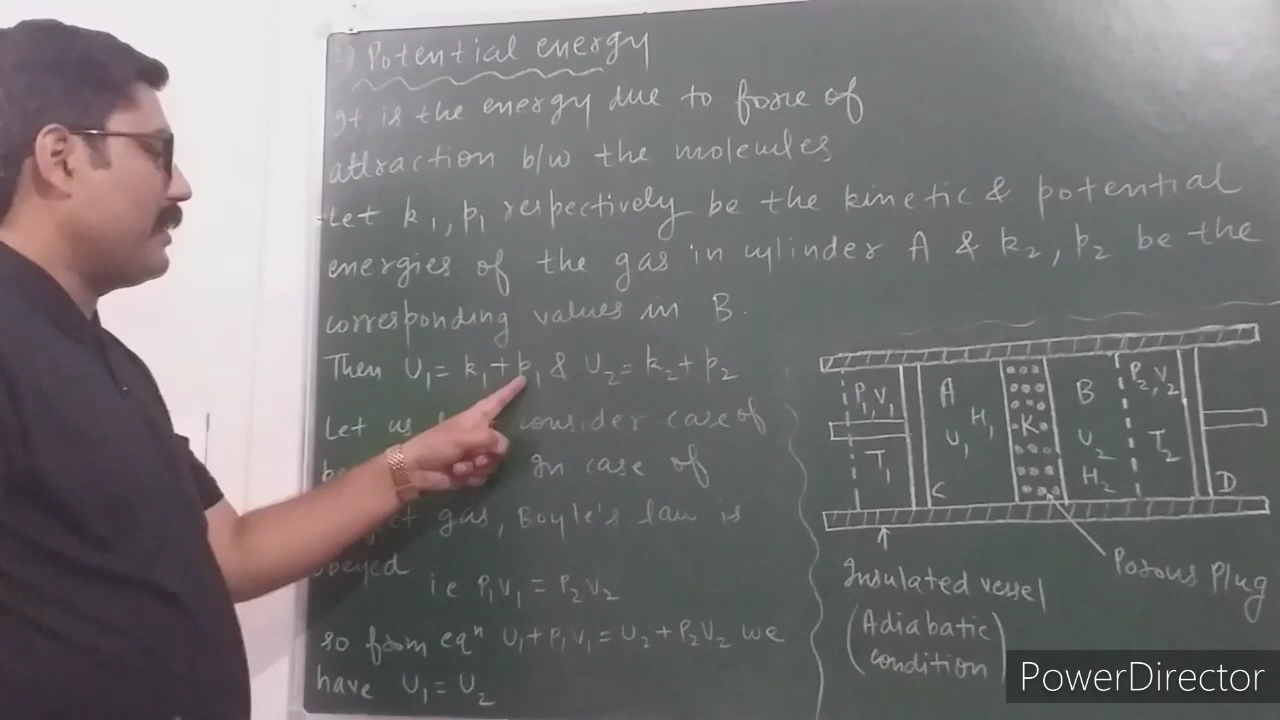 ) Potential energy
It is the energy due to force of
attraction b/w the molecules
Let k₁, p₁ respectively be the kinetic & potential
energies of the gas in cylinder A & k₂, p₂ be the
corresponding values in B.
Then U₁ = k₁+p₁ & U₂ = k₂+p₂
Let us consider case of
In case of
gas, Boyle's law is
obeyed
ie P₁V₁ = P₂V₂
so from eqⁿ U₁+P₁V₁ = U₂+P₂V₂ we
have U₁ = U₂
P₁,V₁
T₁
A
H₁
U₁
C
K
B
U₂
H₂
P₂,V₂
T₂
D
Insulated vessel
(Adiabatic
condition)
Porous Plug
PowerDirector